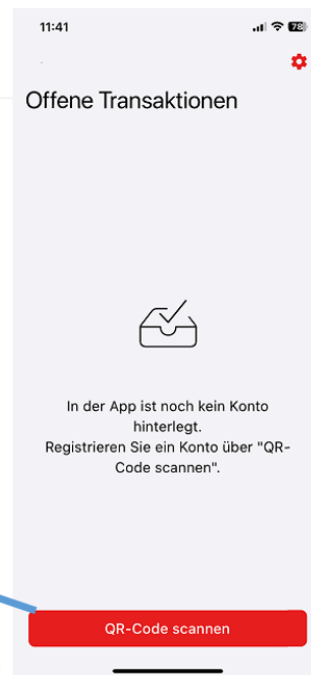 11:41
78
Offene Transaktionen
In der App ist noch kein Konto
hinterlegt.
Registrieren Sie ein Konto über "QR-
Code scannen".
QR-Code scannen